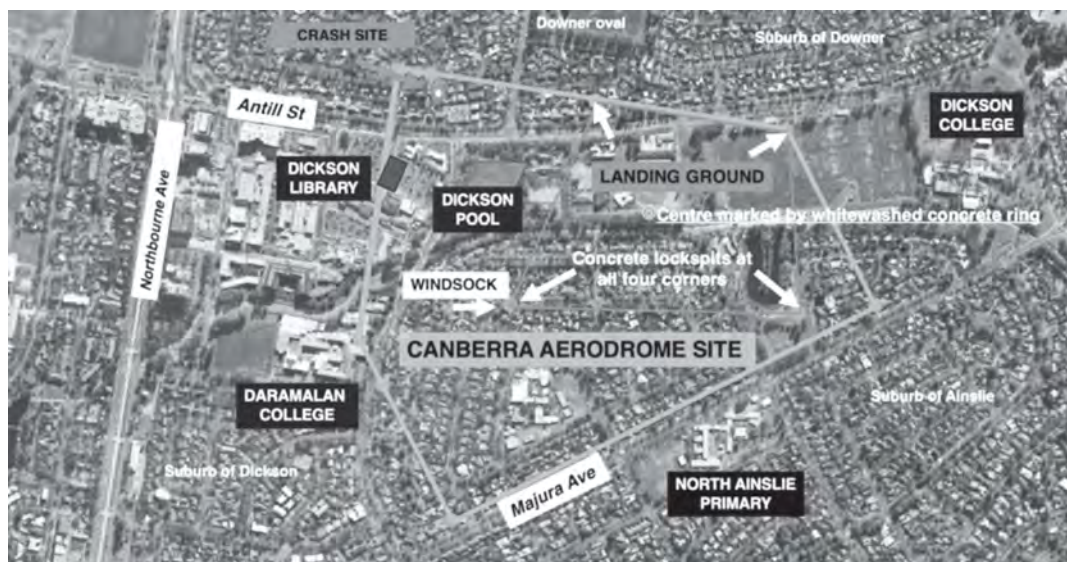 Downer oval
CRASH SITE
Suburb of Downer
Antill St
DICKSON
COLLEGE
DICKSON
LIBRARY
DICKSON
POOL
LANDING GROUND
Centre marked by whitewashed concrete ring
Northbourne Ave
Concrete lockspits at
all four corners
WINDSOCK
CANBERRA AERODROME SITE
DARAMALAN
COLLEGE
Suburb of Ainslie
Suburb of Dickson
Majura Ave
NORTH AINSLIE
PRIMARY